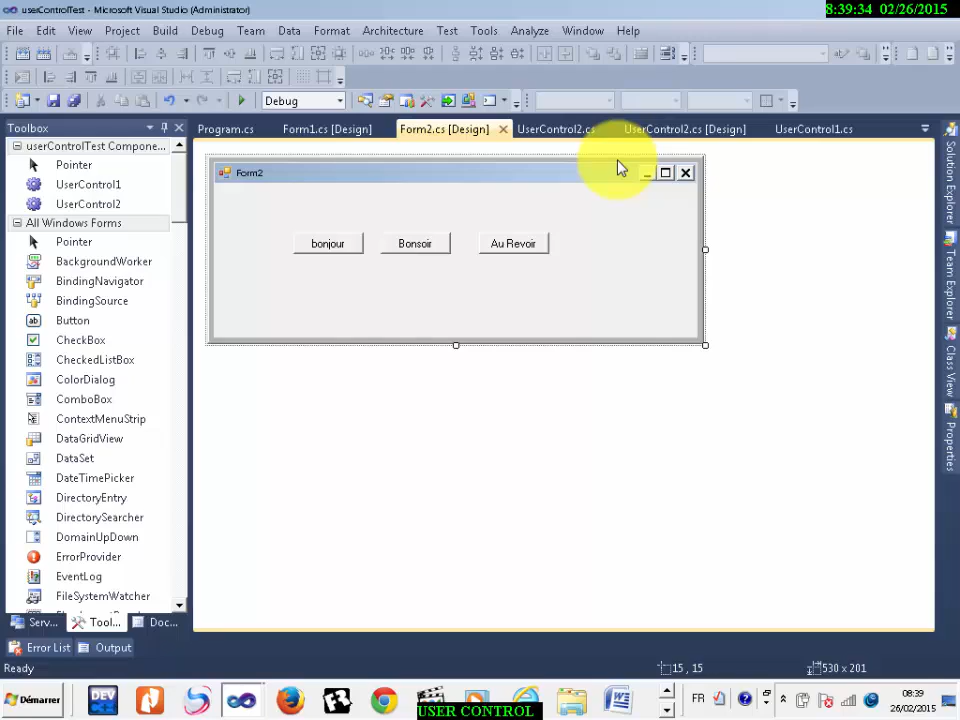 userControlTest - Microsoft Visual Studio (Administrator)
8:39:34 02/26/2015
File Edit View Project Build Debug Team Data Format Architecture Test Tools Analyze Window Help
Debug
Toolbox
Program.cs Form1.cs [Design] Form2.cs [Design] UserControl2.cs UserControl2.cs [Design] UserControl1.cs
userControlTest Compone...
Pointer
UserControl1
UserControl2
All Windows Forms
Pointer
BackgroundWorker
BindingNavigator
BindingSource
Button
CheckBox
CheckedListBox
ColorDialog
ComboBox
ContextMenuStrip
DataGridView
DataSet
DateTimePicker
DirectoryEntry
DirectorySearcher
DomainUpDown
ErrorProvider
EventLog
FileSystemWatcher
Form2
bonjour Bonsoir Au Revoir
Solution Explorer
Team Explorer
Class View
Properties
Serv... Tool... Doc...
Error List Output
Ready
15 , 15
530 x 201
Démarrer
DEV
FR
08:39
26/02/2015
USER CONTROL